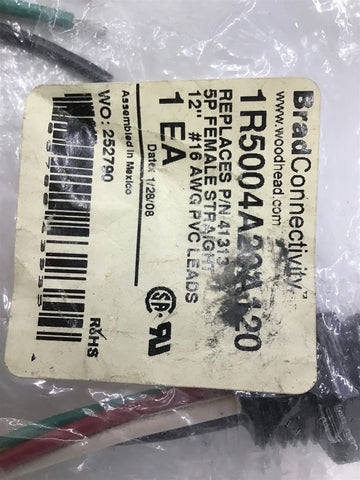 BradConnectivity™
www.woodhead.com
1R5004A20A120
REPLACES P/N 41313
5P FEMALE STRAIGHT
12" #16 AWG PVC LEADS
1 EA
Date: 1/28/08
Assembled in Mexico
WO: 252790
RoHS